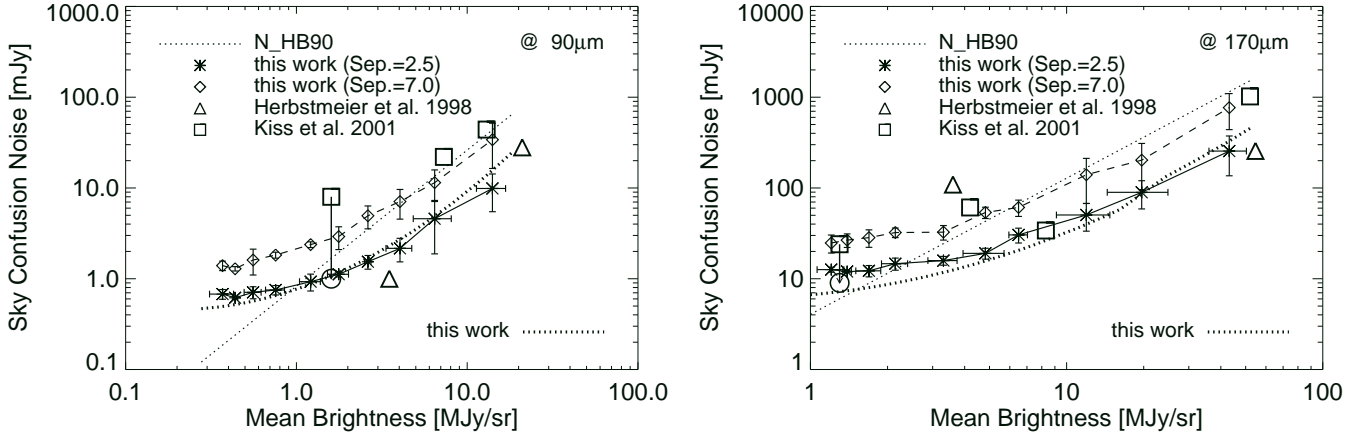 1000.0
100.0
10.0
1.0
0.1
Sky Confusion Noise [mJy]
N_HB90
@ 90μm
this work (Sep.=2.5)
this work (Sep.=7.0)
Herbstmeier et al. 1998
Kiss et al. 2001
this work
0.1
1.0
10.0
100.0
Mean Brightness [MJy/sr]
10000
1000
100
10
1
Sky Confusion Noise [mJy]
N_HB90
@ 170μm
this work (Sep.=2.5)
this work (Sep.=7.0)
Herbstmeier et al. 1998
Kiss et al. 2001
this work
1
10
100
Mean Brightness [MJy/sr]